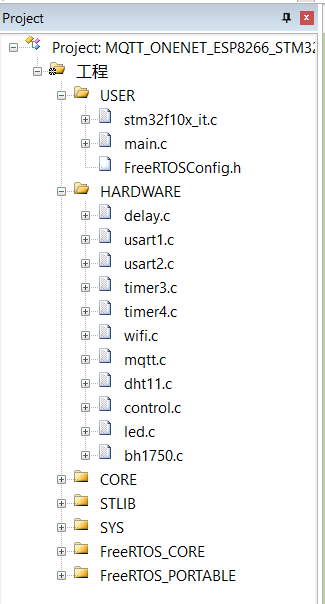 Project
Project: MQTT_ONENET_ESP8266_STM32
工程
USER
stm32f10x_it.c
main.c
FreeRTOSConfig.h
HARDWARE
delay.c
usart1.c
usart2.c
timer3.c
timer4.c
wifi.c
mqtt.c
dht11.c
control.c
led.c
bh1750.c
CORE
STLIB
SYS
FreeRTOS_CORE
FreeRTOS_PORTABLE